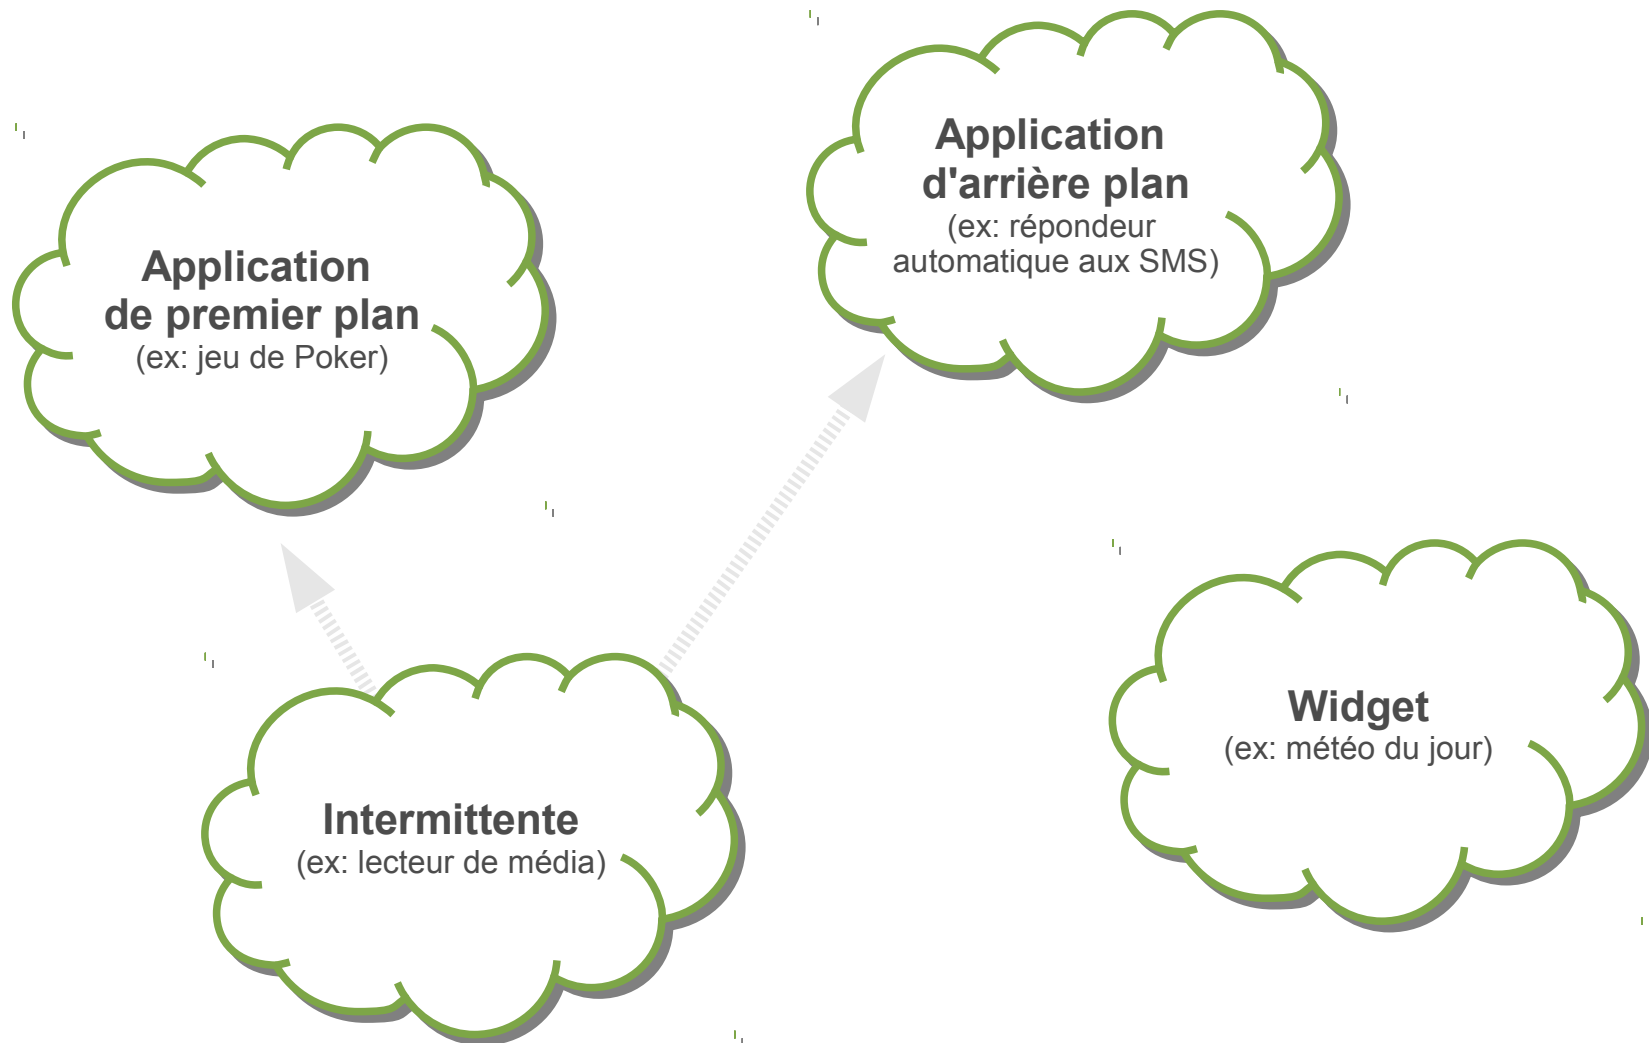 Application
d'arrière plan
(ex: répondeur
automatique aux SMS)
Application
de premier plan
(ex: jeu de Poker)
Widget
(ex: météo du jour)
Intermittente
(ex: lecteur de média)